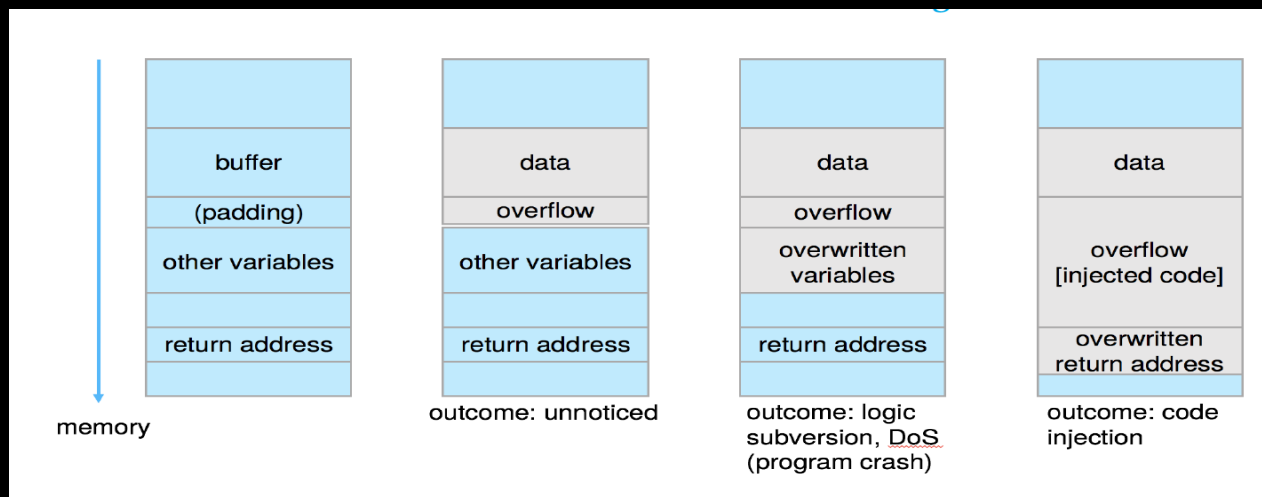 memory
buffer
(padding)
other variables
return address
data
overflow
other variables
return address
outcome: unnoticed
data
overflow
overwritten
variables
return address
outcome: logic
subversion, DoS
(program crash)
data
overflow
[injected code]
overwritten
return address
outcome: code
injection